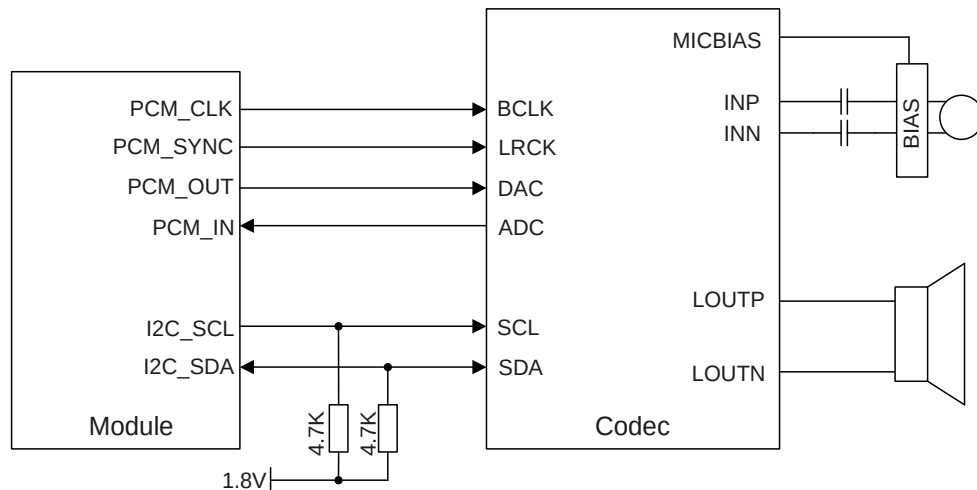 MICBIAS
PCM_CLK
BCLK
INP
PCM_SYNC
LRCK
INN
BIAS
PCM_OUT
DAC
PCM_IN
ADC
LOUTP
I2C_SCL
SCL
I2C_SDA
SDA
LOUTN
Module
4.7K
4.7K
Codec
1.8V